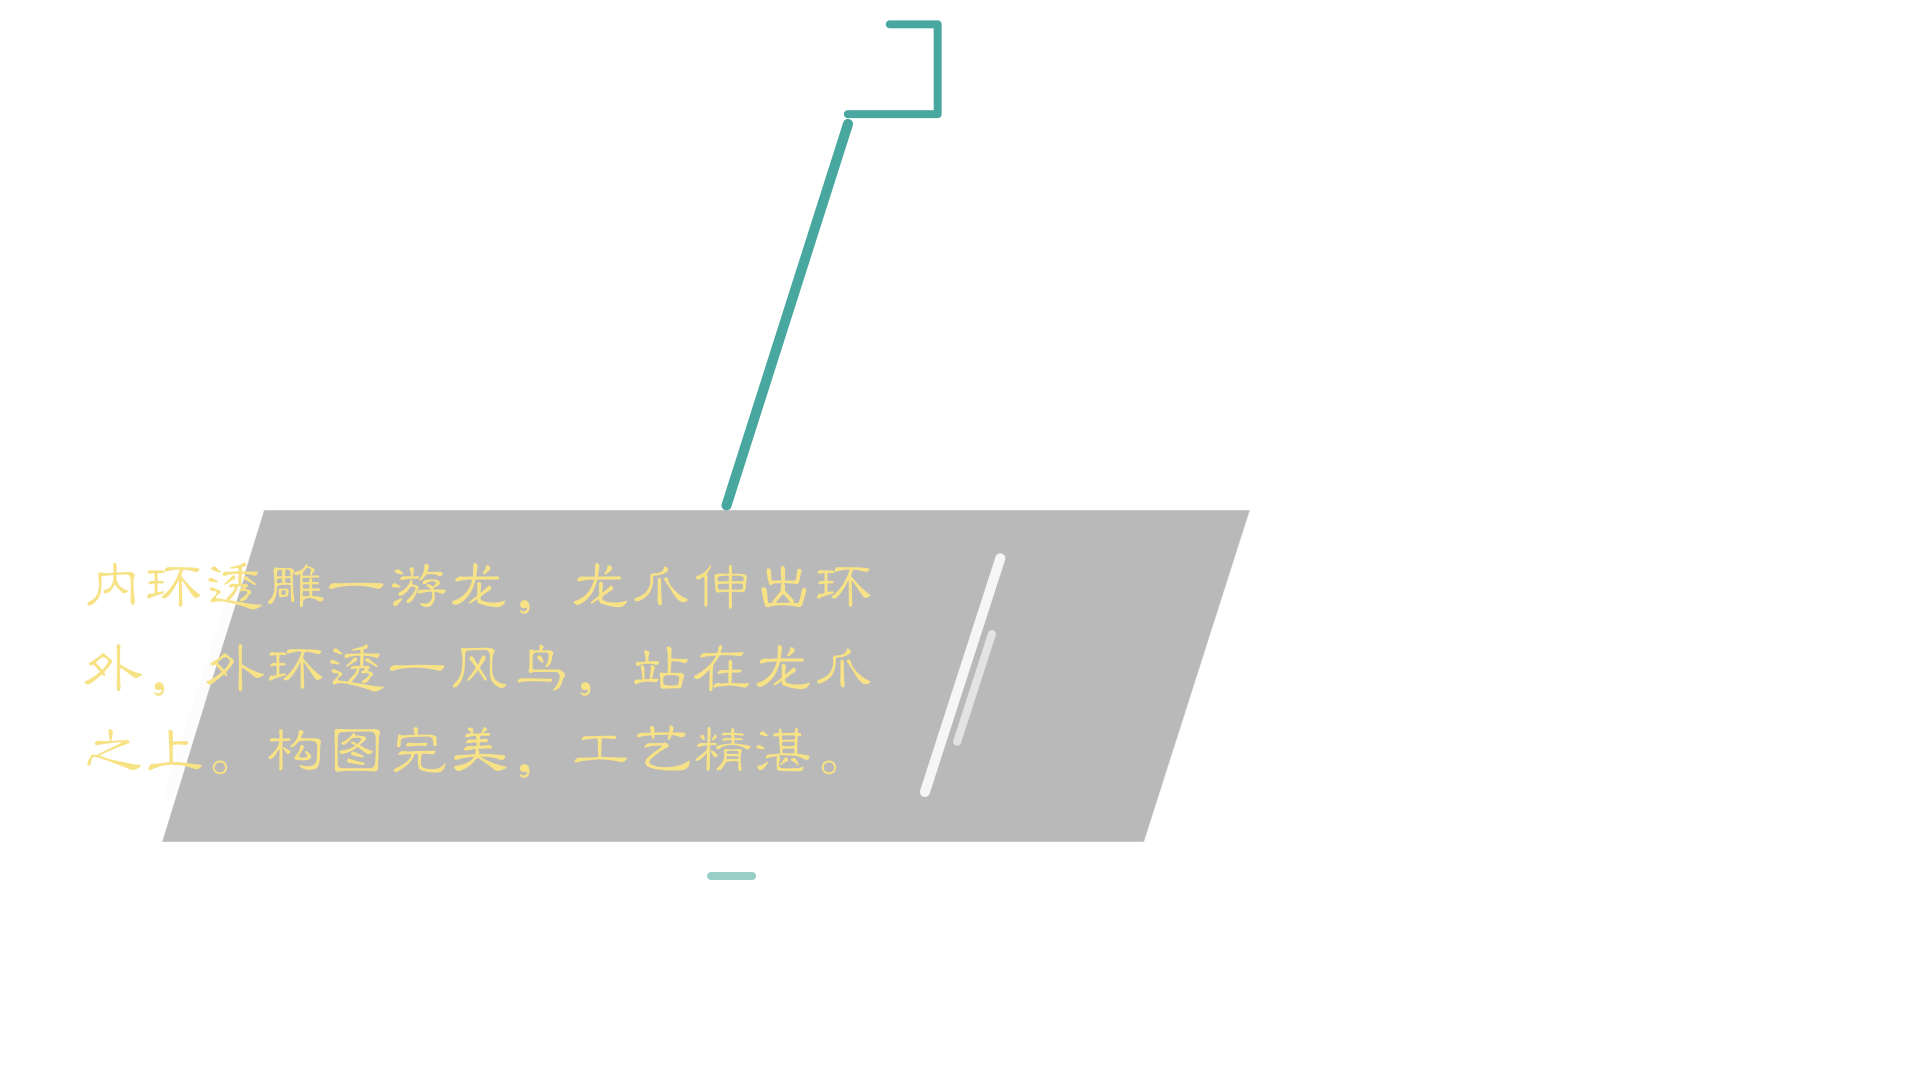 内环透雕一游龙，龙爪伸出环
外，外环透一风鸟，站在龙爪
之上。构图完美，工艺精湛。